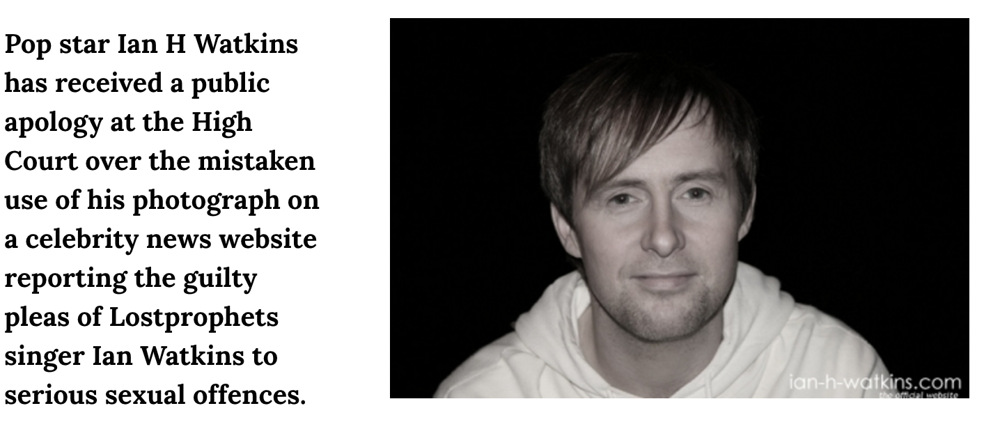 Pop star Ian H Watkins
has received a public
apology at the High
Court over the mistaken
use of his photograph on
a celebrity news website
reporting the guilty
pleas of Lostprophets
singer Ian Watkins to
serious sexual offences.
ian-h-watkins.com
the official website